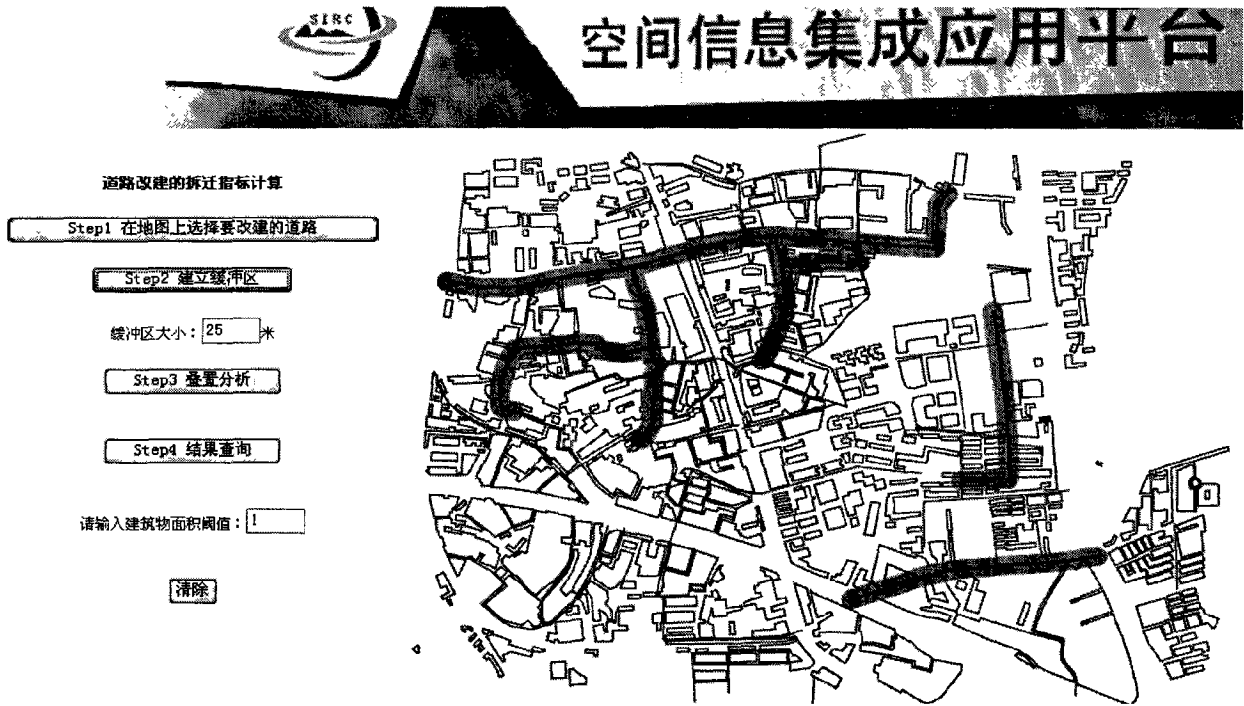 SIRC
空间信息集成应用平台
道路改建的拆迁指标计算
Step1 在地图上选择要改建的道路
Step2 建立缓冲区
缓冲区大小：25米
Step3 叠置分析
Step4 结果查询
请输入建筑物面积阈值：1
清除